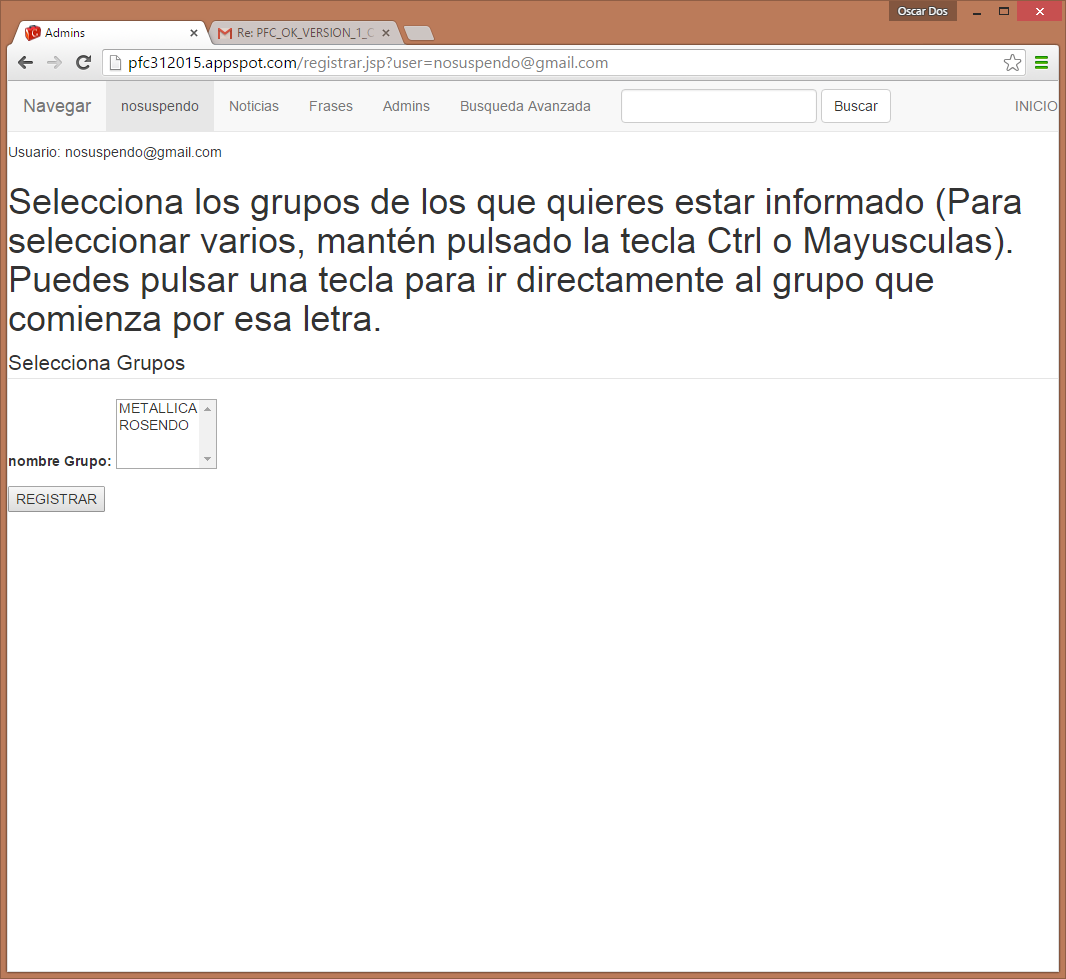 Oscar Dos
Admins
Re: PFC_OK_VERSION_1_C
pfc312015.appspot.com/registrar.jsp?user=nosuspendo@gmail.com
Navegar nosuspendo Noticias Frases Admins Busqueda Avanzada Buscar INICIO
Usuario: nosuspendo@gmail.com
Selecciona los grupos de los que quieres estar informado (Para
seleccionar varios, mantén pulsado la tecla Ctrl o Mayusculas).
Puedes pulsar una tecla para ir directamente al grupo que
comienza por esa letra.
Selecciona Grupos
METALLICA
ROSENDO
nombre Grupo:
REGISTRAR